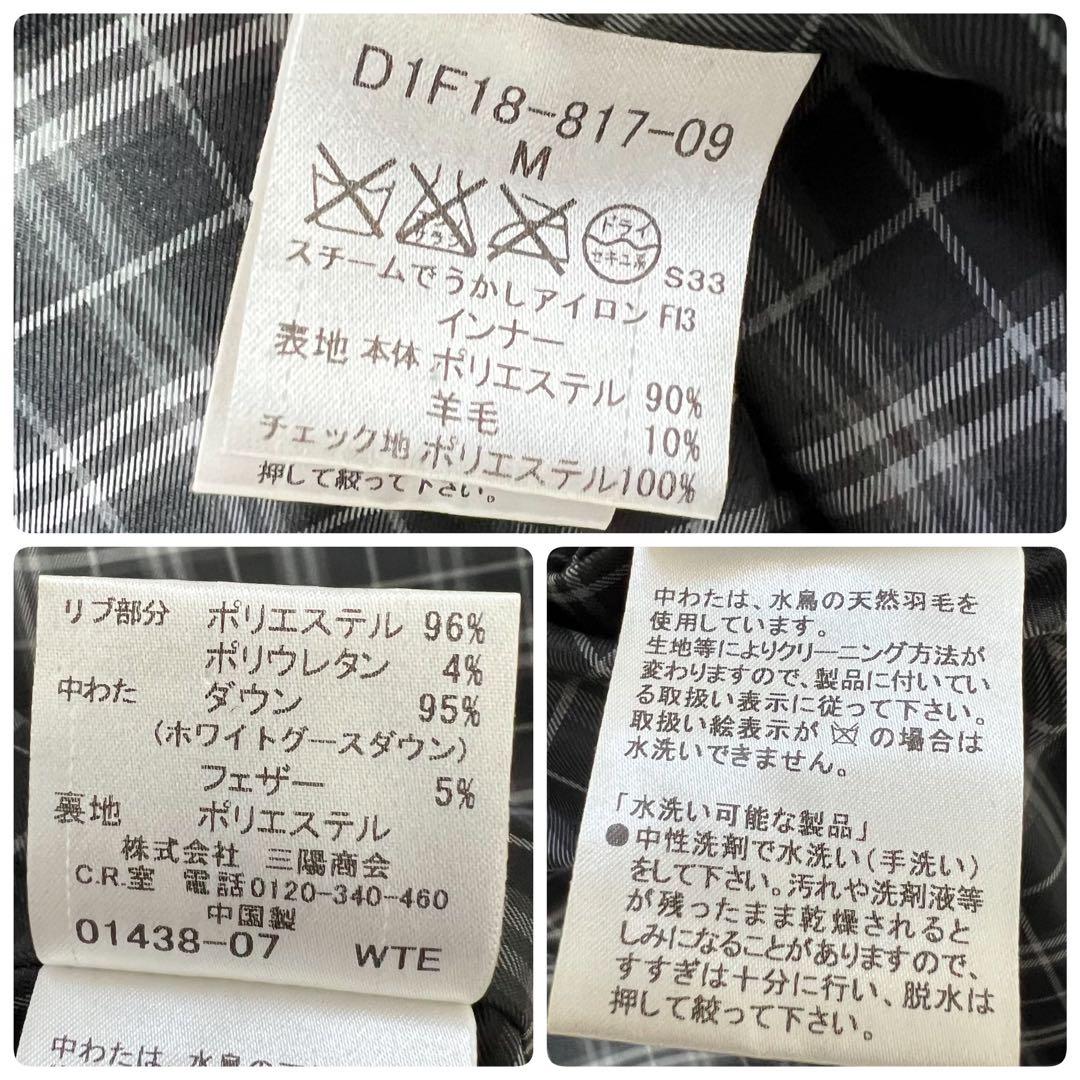 D1F18-817-09
M
エンソ
サラシ
ドライ
セキユ系
S33
スチームでうかしアイロン F13
インナー
表地 本体 ポリエステル 90%
羊毛 10%
チェック地 ポリエステル100%
押して絞って下さい。
リブ部分 ポリエステル 96%
ポリウレタン 4%
中わた ダウン 95%
(ホワイトグースダウン)
フェザー 5%
裏地 ポリエステル
株式会社 三陽商会
C.R.室 電話0120-340-460
中国製
01438-07 WTE
中わたは、水鳥の
中わたは、水鳥の天然羽毛を
使用しています。
生地等によりクリーニング方法が
変わりますので、製品に付いてい
る取扱い表示に従って下さい。
取扱い絵表示が の場合は
水洗いできません。
「水洗い可能な製品」
●中性洗剤で水洗い(手洗い)
をして下さい。汚れや洗剤液等
が残ったまま乾燥されると
しみになることがありますので、
すすぎは十分に行い、脱水は
押して絞って下さい。